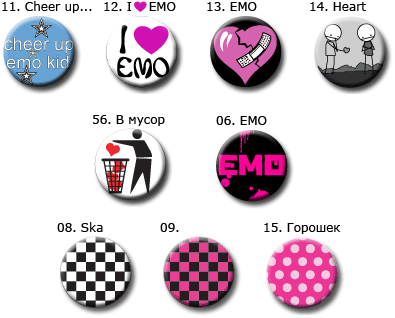 11. Cheer up...
12. I ❤ EMO
13. EMO
14. Heart
cheer up
emo kid
I ❤
EMO
56. В мусор
06. EMO
EMO
08. Ska
09.
15. Горошек